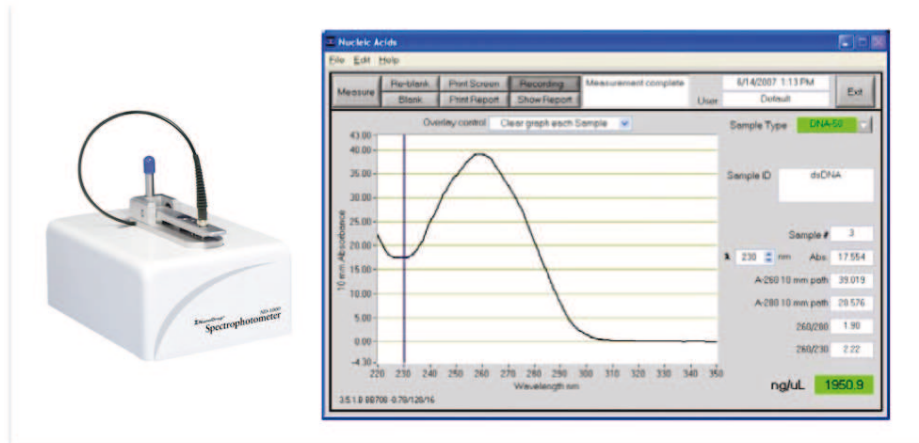 NanoDrop
ND-1000
Spectrophotometer
Nucleic Acids
File Edit Help
Measure
Re-blank
Print Screen
Recording
Measurement complete
6/14/2007 1:13 PM
Exit
Blank
Print Report
Show Report
User
Default
Overlay control
Clear graph each Sample
Sample Type
DNA-50
Sample ID
dsDNA
Sample #
3
λ 230 nm Abs. 17.554
A-260 10 mm path 39.019
A-280 10 mm path 20.576
260/280 1.90
260/230 2.22
ng/uL 1950.9
10 mm Absorbance
43.00
40.00
35.00
30.00
25.00
20.00
15.00
10.00
5.00
0.00
-4.30
220 230 240 250 260 270 280 290 300 310 320 330 340 350
Wavelength nm